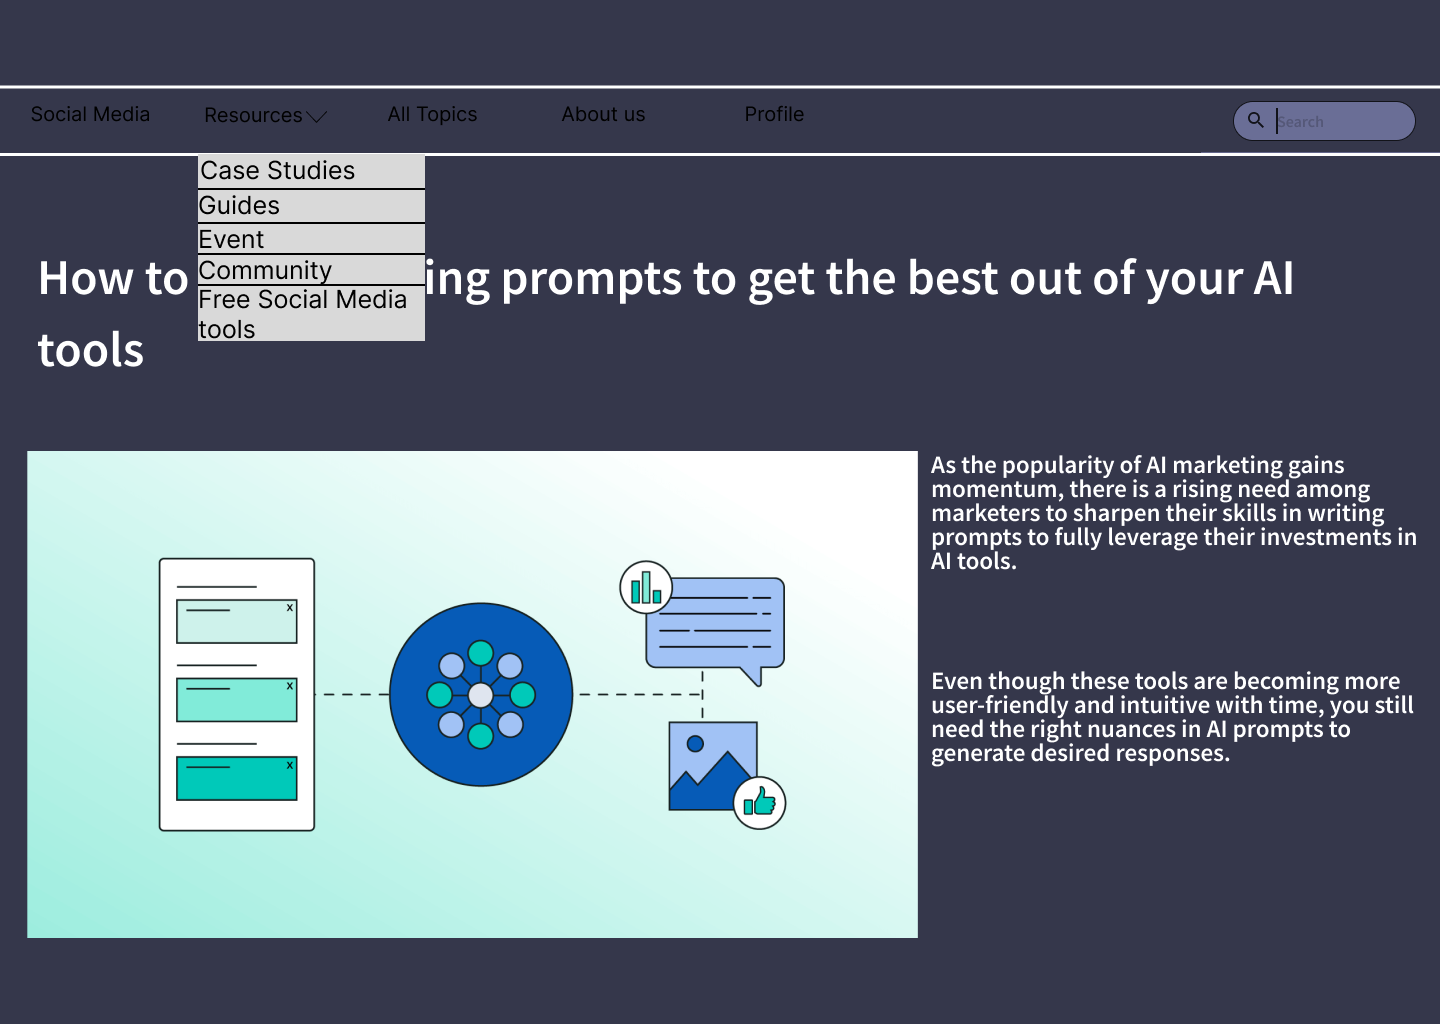 Social Media Resources All Topics About us Profile Search
Case Studies
Guides
Event
Community
Free Social Media
tools
How to ing prompts to get the best out of your AI
tools
As the popularity of AI marketing gains
momentum, there is a rising need among
marketers to sharpen their skills in writing
prompts to fully leverage their investments in
AI tools.
Even though these tools are becoming more
user-friendly and intuitive with time, you still
need the right nuances in AI prompts to
generate desired responses.
x
x
x